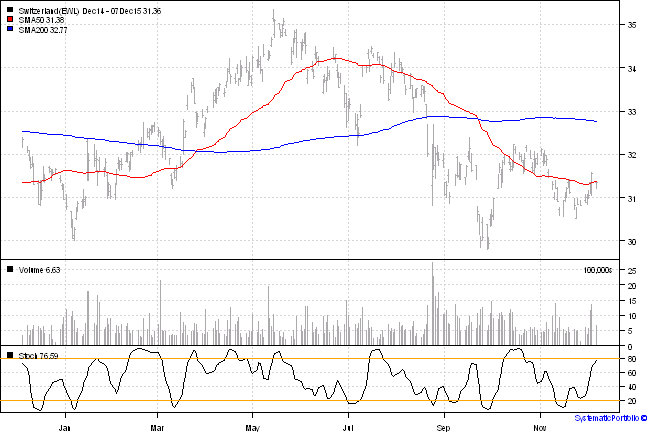 Switzerland(EWL) Dec14 - 07Dec15 31.36
SMA50 31.38
SMA200 32.77
35
34
33
32
31
30
Volume 6.63
100,000s
25
20
15
10
5
0
Stoch 76.59
80
60
40
20
Jan Mar May Jul Sep Nov
SystematicPortfolio ©